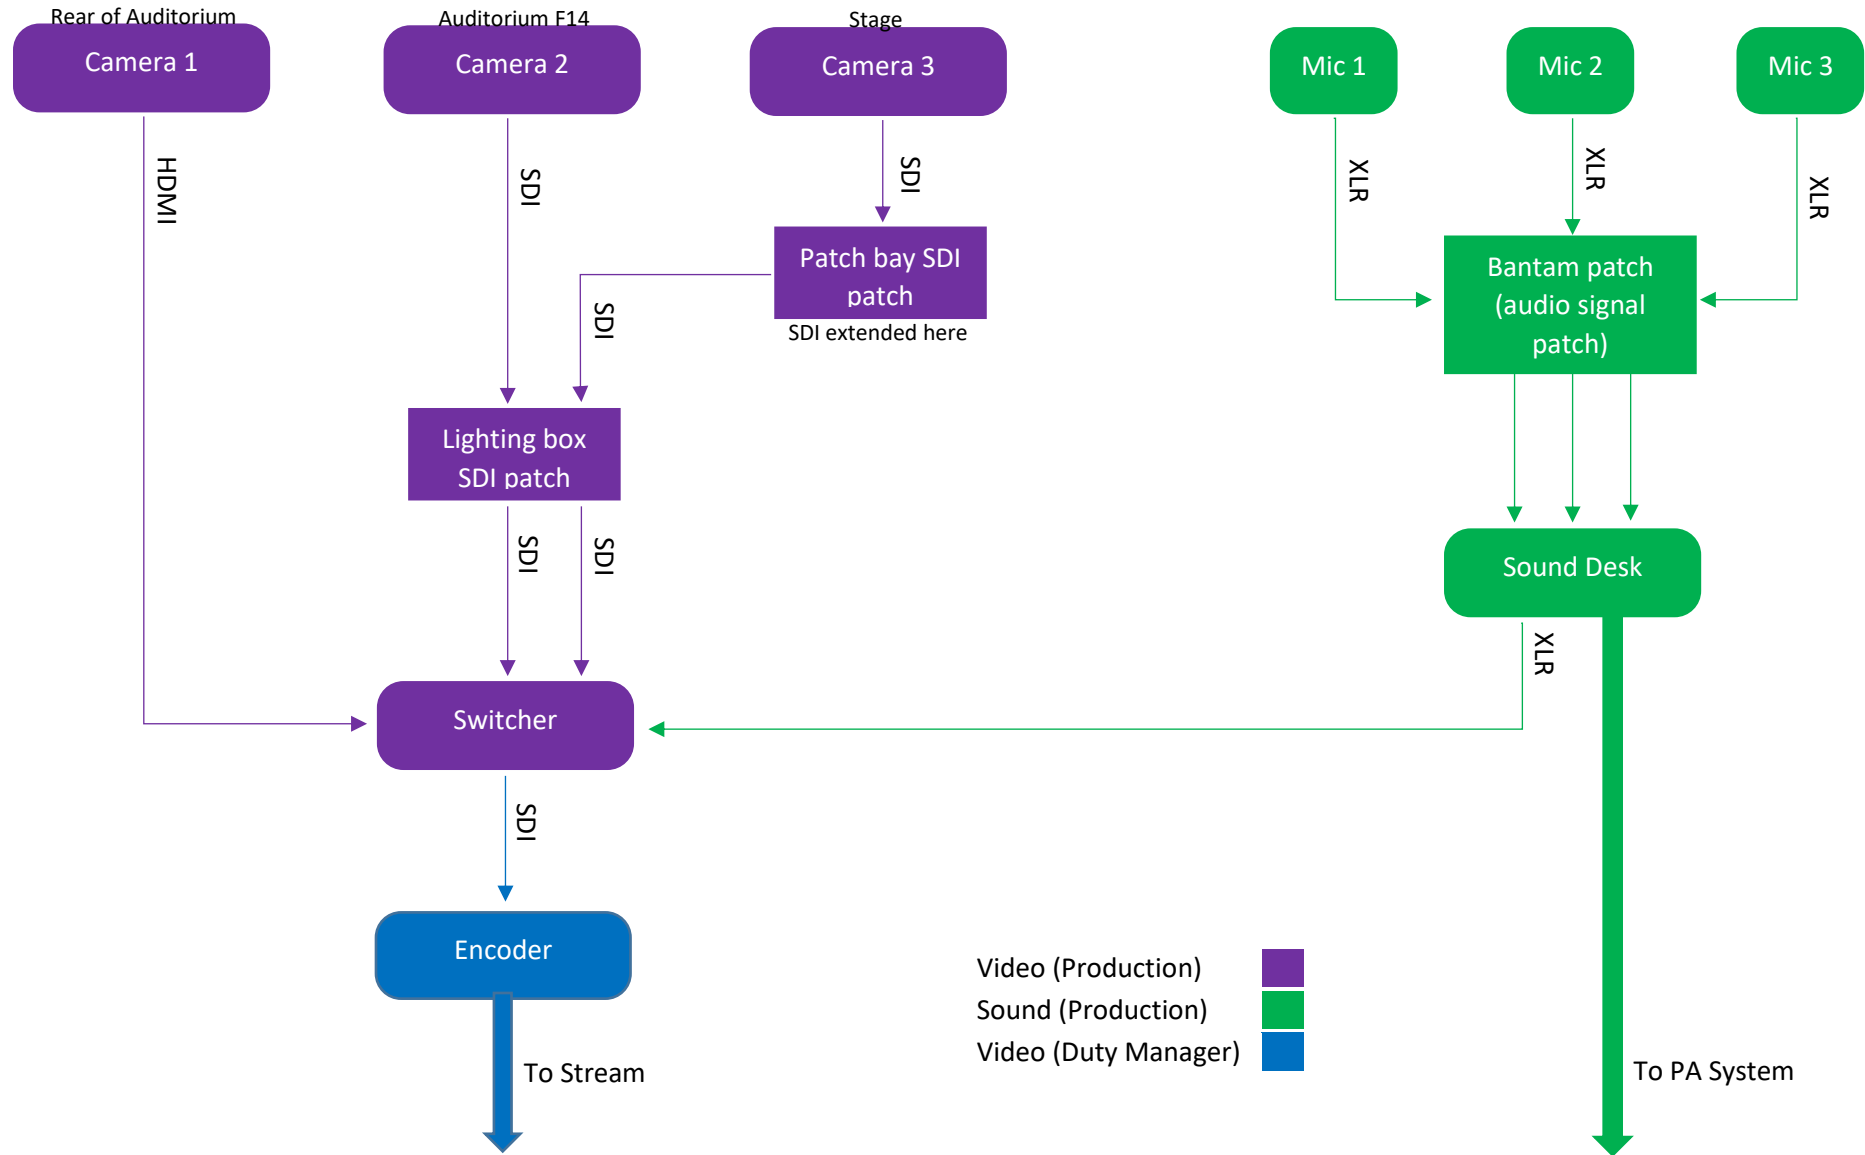 Rear of Auditorium
Auditorium F14
Stage
Camera 1
Camera 2
Camera 3
Mic 1
Mic 2
Mic 3
HDMI
SDI
SDI
XLR
XLR
XLR
Patch bay SDI
patch
SDI extended here
SDI
Bantam patch
(audio signal
patch)
Lighting box
SDI patch
SDI
SDI
Sound Desk
XLR
Switcher
SDI
Encoder
Video (Production)
Sound (Production)
Video (Duty Manager)
To Stream
To PA System